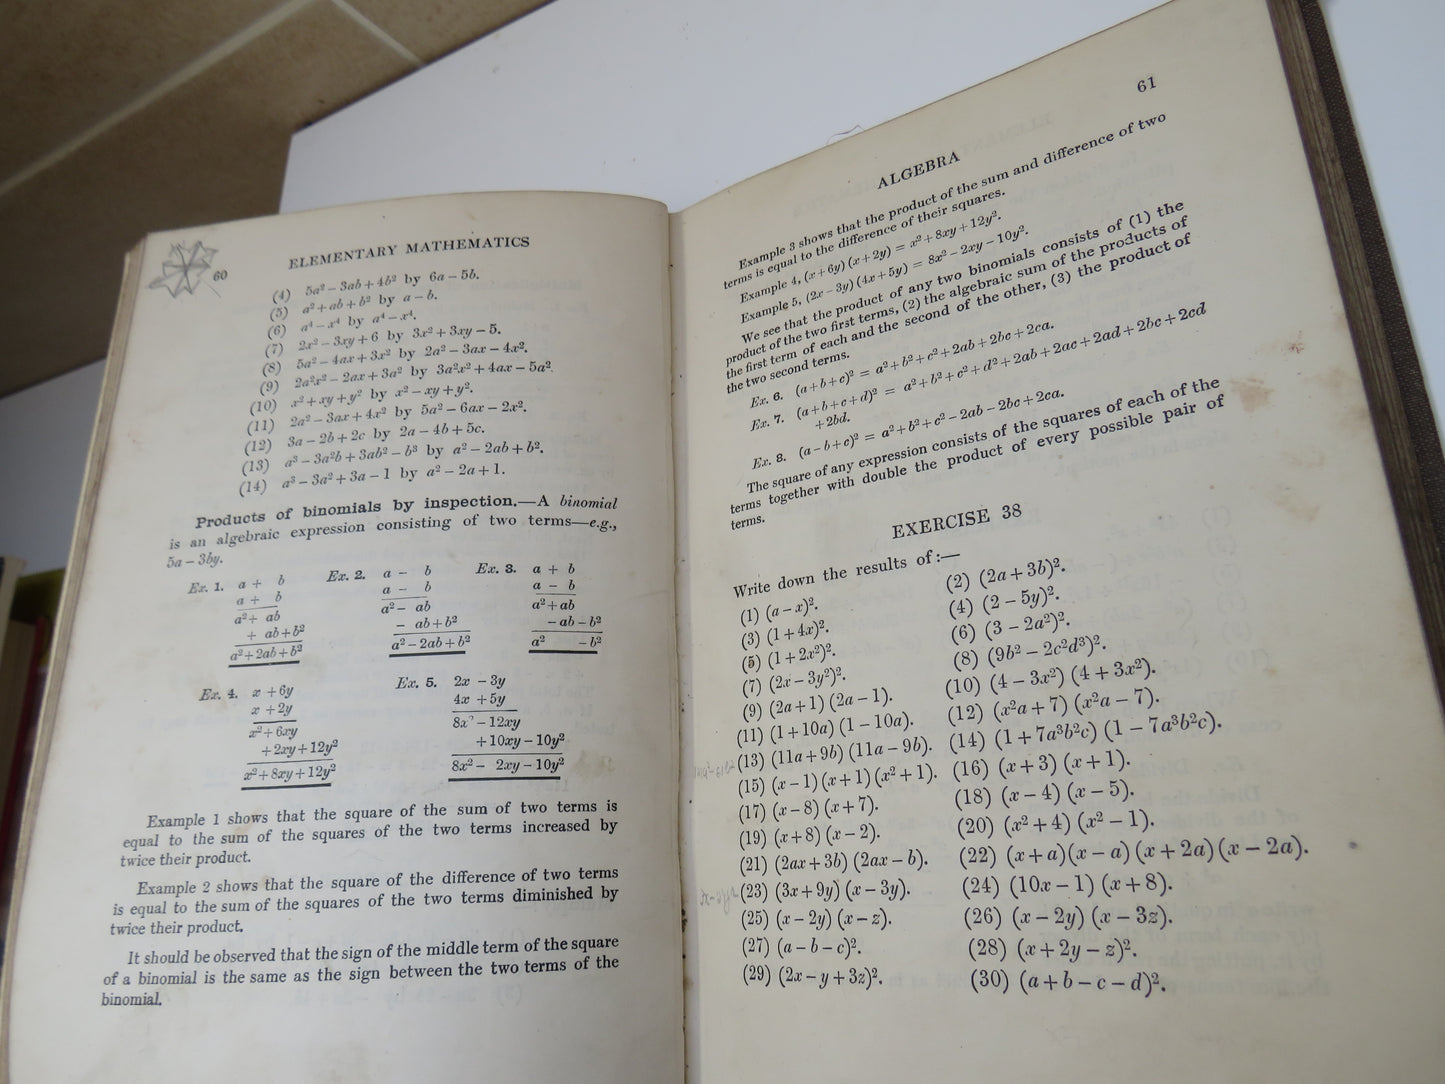 60
ELEMENTARY MATHEMATICS
(4) 5a² – 3ab + 4b² by 6a – 5b.
(5) a² + ab + b² by a – b.
(6) a⁴ – x⁴ by a⁴ – x⁴.
(7) 2x² – 3xy + 6 by 3x² + 3xy – 5.
(8) 5a² – 4ax + 3x² by 2a² – 3ax – 4x².
(9) 2a²x² – 2ax + 3a² by 3a²x² + 4ax – 5a².
(10) x² + xy + y² by x² – xy + y².
(11) 2a² – 3ax + 4x² by 5a² – 6ax – 2x².
(12) 3a – 2b + 2c by 2a – 4b + 5c.
(13) a³ – 3a²b + 3ab² – b³ by a² – 2ab + b².
(14) a³ – 3a² + 3a – 1 by a² – 2a + 1.
Products of binomials by inspection.—A binomial
is an algebraic expression consisting of two terms—e.g.,
5a – 3by.
Ex. 1. a + b
a + b
a² + ab
+ ab + b²
a² + 2ab + b²
Ex. 2. a – b
a – b
a² – ab
– ab + b²
a² – 2ab + b²
Ex. 3. a + b
a – b
a² + ab
– ab – b²
a² – b²
Ex. 4. x + 6y
x + 2y
x² + 6xy
+ 2xy + 12y²
x² + 8xy + 12y²
Ex. 5. 2x – 3y
4x + 5y
8x² – 12xy
+ 10xy – 10y²
8x² – 2xy – 10y²
Example 1 shows that the square of the sum of two terms is
equal to the sum of the squares of the two terms increased by
twice their product.
Example 2 shows that the square of the difference of two terms
is equal to the sum of the squares of the two terms diminished by
twice their product.
It should be observed that the sign of the middle term of the square
of a binomial is the same as the sign between the two terms of the
binomial.
61
ALGEBRA
Example 3 shows that the product of the sum and difference of two
terms is equal to the difference of their squares.
Example 4, (x + 6y) (x + 2y) = x² + 8xy + 12y².
Example 5, (2x – 3y) (4x + 5y) = 8x² – 2xy – 10y².
We see that the product of any two binomials consists of (1) the
product of the two first terms, (2) the algebraic sum of the products of
the first term of each and the second of the other, (3) the product of
the two second terms.
Ex. 6. (a + b + c)² = a² + b² + c² + 2ab + 2bc + 2ca.
Ex. 7. (a + b + c + d)² = a² + b² + c² + d² + 2ab + 2ac + 2ad + 2bc + 2cd
+ 2bd.
Ex. 8. (a – b + c)² = a² + b² + c² – 2ab – 2bc + 2ca.
The square of any expression consists of the squares of each of the
terms together with double the product of every possible pair of
terms.
EXERCISE 38
Write down the results of :—
(1) (a – x)². (2) (2a + 3b)².
(3) (1 + 4x)². (4) (2 – 5y)².
(5) (1 + 2x²)². (6) (3 – 2a²)².
(7) (2x – 3y²)². (8) (9b² – 2c²d³)².
(9) (2a + 1) (2a – 1). (10) (4 – 3x²) (4 + 3x²).
(11) (1 + 10a) (1 – 10a). (12) (x²a + 7) (x²a – 7).
(13) (11a + 9b) (11a – 9b). (14) (1 + 7a³b²c) (1 – 7a³b²c).
(15) (x – 1) (x + 1) (x² + 1). (16) (x + 3) (x + 1).
(17) (x – 8) (x + 7). (18) (x – 4) (x – 5).
(19) (x + 8) (x – 2). (20) (x² + 4) (x² – 1).
(21) (2ax + 3b) (2ax – b). (22) (x + a) (x – a) (x + 2a) (x – 2a).
(23) (3x + 9y) (x – 3y). (24) (10x – 1) (x + 8).
(25) (x – 2y) (x – z). (26) (x – 2y) (x – 3z).
(27) (a – b – c)². (28) (x + 2y – z)².
(29) (2x – y + 3z)². (30) (a + b – c – d)².